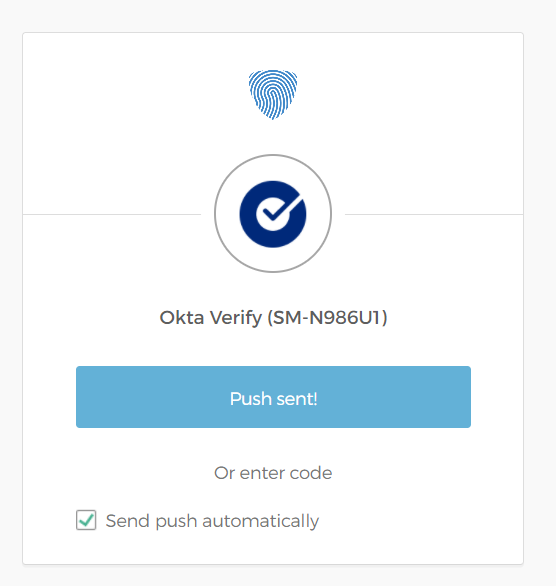 Okta Verify (SM-N986U1)
Push sent!
Or enter code
Send push automatically